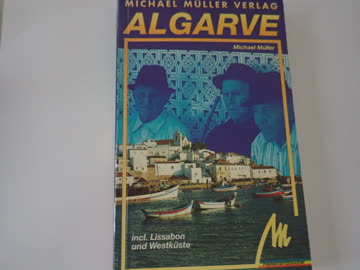 MICHAEL MÜLLER VERLAG
ALGARVE
Michael Müller
incl. Lissabon
und Westküste